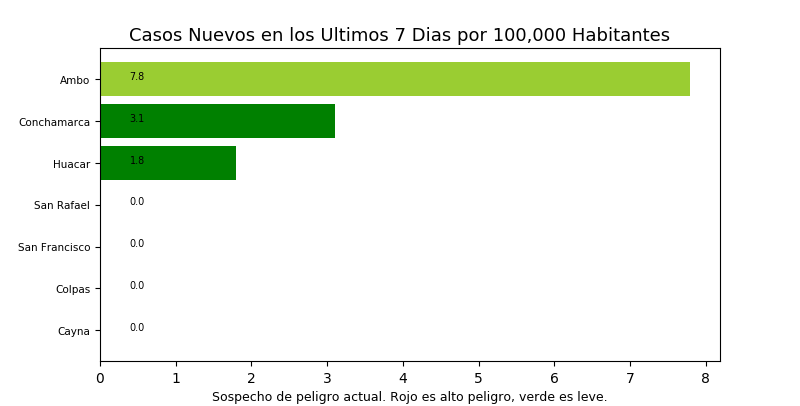 Casos Nuevos en los Ultimos 7 Dias por 100,000 Habitantes
Ambo 7.8
Conchamarca 3.1
Huacar 1.8
San Rafael 0.0
San Francisco 0.0
Colpas 0.0
Cayna 0.0
0 1 2 3 4 5 6 7 8
Sospecho de peligro actual. Rojo es alto peligro, verde es leve.